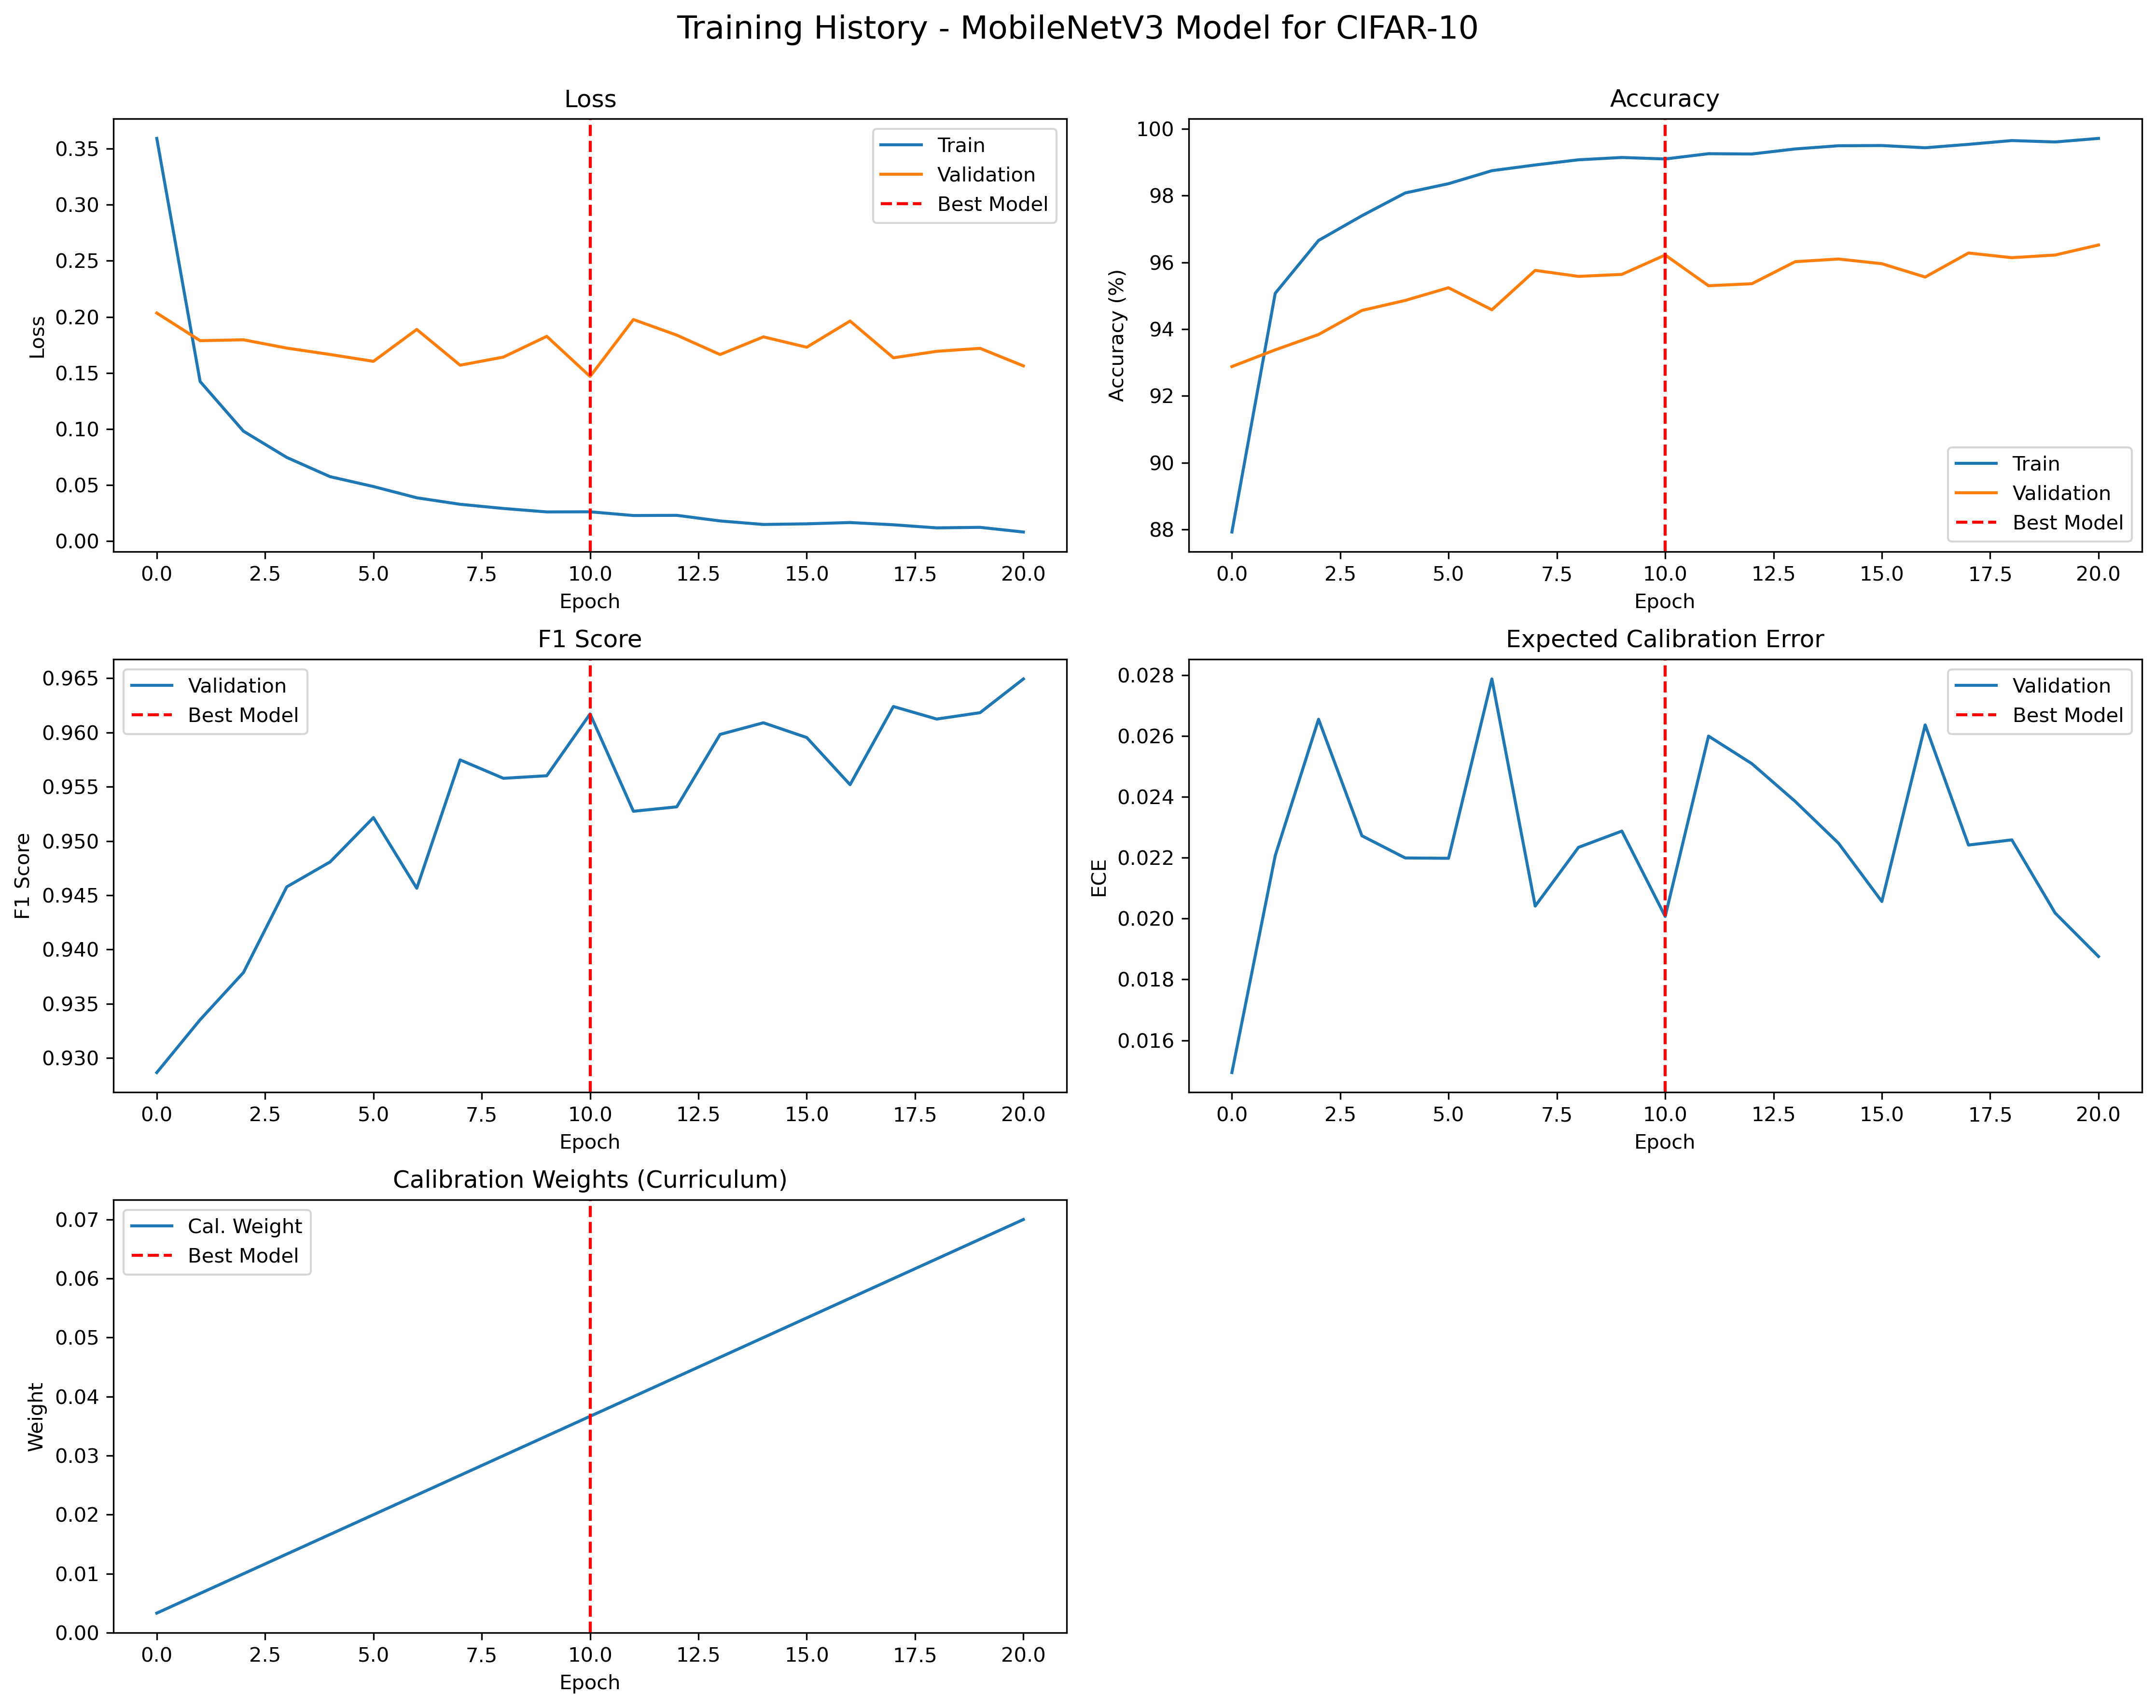 Training History - MobileNetV3 Model for CIFAR-10
Loss
Loss
0.35
0.30
0.25
0.20
0.15
0.10
0.05
0.00
Train
Validation
Best Model
0.0 2.5 5.0 7.5 10.0 12.5 15.0 17.5 20.0
Epoch
Accuracy
Accuracy (%)
100
98
96
94
92
90
88
Train
Validation
Best Model
0.0 2.5 5.0 7.5 10.0 12.5 15.0 17.5 20.0
Epoch
F1 Score
F1 Score
0.965
0.960
0.955
0.950
0.945
0.940
0.935
0.930
Validation
Best Model
0.0 2.5 5.0 7.5 10.0 12.5 15.0 17.5 20.0
Epoch
Expected Calibration Error
ECE
0.028
0.026
0.024
0.022
0.020
0.018
0.016
Validation
Best Model
0.0 2.5 5.0 7.5 10.0 12.5 15.0 17.5 20.0
Epoch
Calibration Weights (Curriculum)
Weight
0.07
0.06
0.05
0.04
0.03
0.02
0.01
0.00
Cal. Weight
Best Model
0.0 2.5 5.0 7.5 10.0 12.5 15.0 17.5 20.0
Epoch